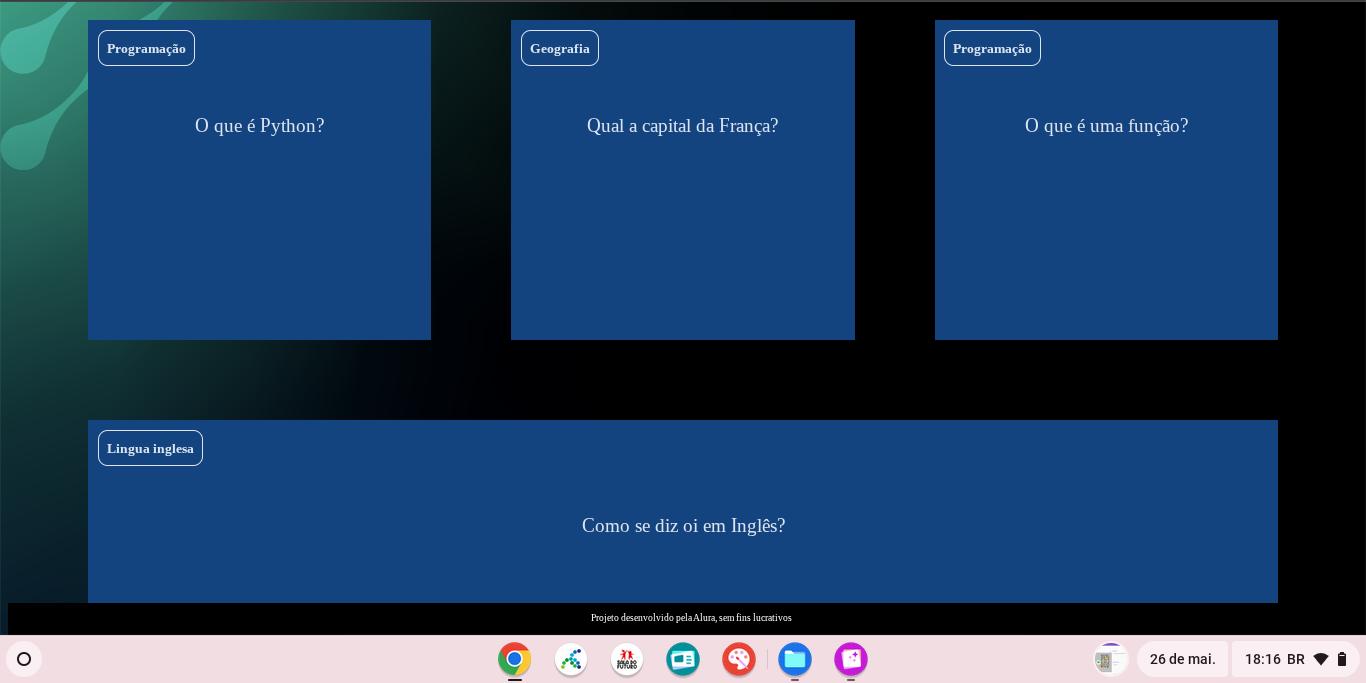 Programação
Geografia
Programação
O que é Python?
Qual a capital da França?
O que é uma função?
Lingua inglesa
Como se diz oi em Inglês?
Projeto desenvolvido pela Alura, sem fins lucrativos
SALA DO
FUTURO
26 de mai.
18:16 BR